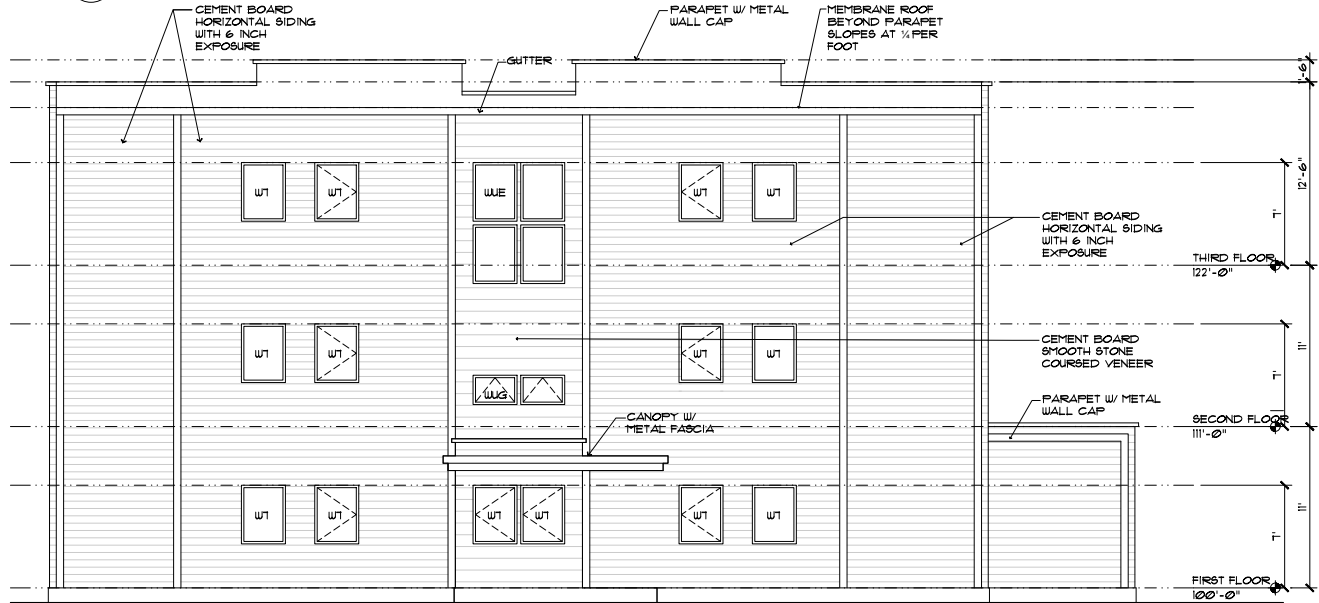 CEMENT BOARD
HORIZONTAL SIDING
WITH 6 INCH
EXPOSURE
PARAPET W/ METAL
WALL CAP
MEMBRANE ROOF
BEYOND PARAPET
SLOPES AT ¼ PER
FOOT
GUTTER
1'-6"
12'-6"
W7
W7
WUE
W7
W7
7'
CEMENT BOARD
HORIZONTAL SIDING
WITH 6 INCH
EXPOSURE
THIRD FLOOR
122'-0"
W7
W7
W7
W7
CEMENT BOARD
SMOOTH STONE
COURSED VENEER
11'
7'
WUG
PARAPET W/ METAL
WALL CAP
CANOPY W/
METAL FASCIA
SECOND FLOOR
111'-0"
W7
W7
W7
W7
W7
W7
11'
7'
FIRST FLOOR
100'-0"